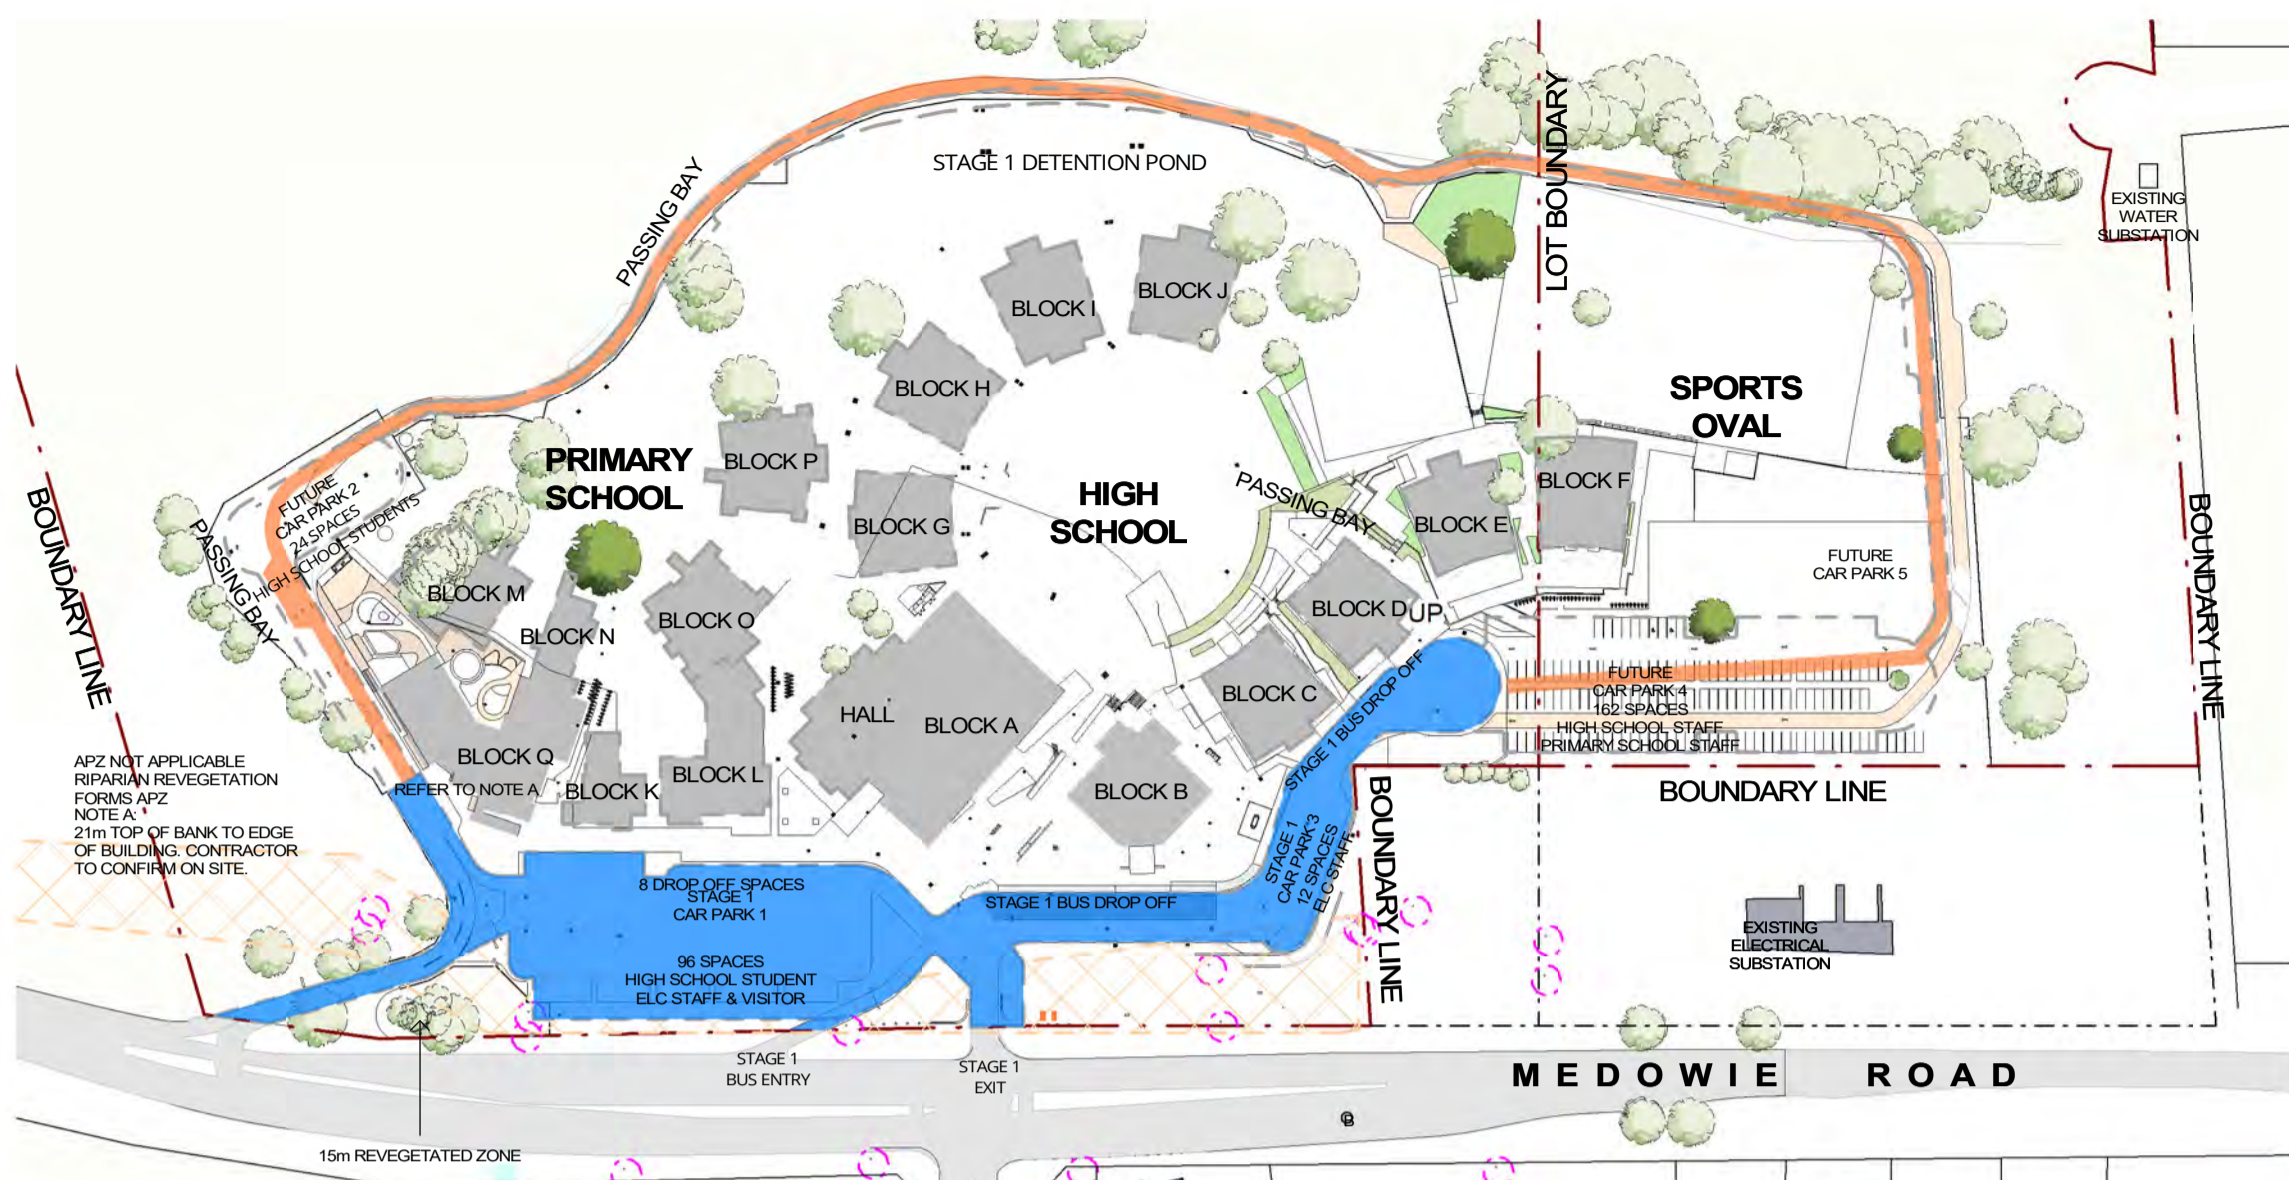 STAGE 1 DETENTION POND
PASSING BAY
LOT BOUNDARY
EXISTING
WATER
SUBSTATION
BLOCK I
BLOCK J
BLOCK H
SPORTS
OVAL
PRIMARY
SCHOOL
BLOCK P
HIGH
SCHOOL
PASSING BAY
BLOCK F
BLOCK E
BLOCK G
BOUNDARY LINE
FUTURE
CAR PARK 2
24 SPACES
HIGH SCHOOL STUDENTS
PASSING BAY
BOUNDARY LINE
FUTURE
CAR PARK 5
BLOCK M
BLOCK N
BLOCK O
BLOCK D
UP
BLOCK C
HALL
BLOCK A
STAGE 1 BUS DROP OFF
FUTURE
CAR PARK 4
162 SPACES
HIGH SCHOOL STAFF
PRIMARY SCHOOL STAFF
BLOCK Q
REFER TO NOTE A
BLOCK K
BLOCK L
BLOCK B
BOUNDARY LINE
BOUNDARY LINE
APZ NOT APPLICABLE
RIPARIAN REVEGETATION
FORMS APZ
NOTE A:
21m TOP OF BANK TO EDGE
OF BUILDING. CONTRACTOR
TO CONFIRM ON SITE.
STAGE 1
CAR PARK 3
12 SPACES
ELC STAFF
8 DROP OFF SPACES
STAGE 1
CAR PARK 1
STAGE 1 BUS DROP OFF
96 SPACES
HIGH SCHOOL STUDENT
ELC STAFF & VISITOR
EXISTING
ELECTRICAL
SUBSTATION
STAGE 1
BUS ENTRY
STAGE 1
EXIT
MEDOWIE ROAD
15m REVEGETATED ZONE